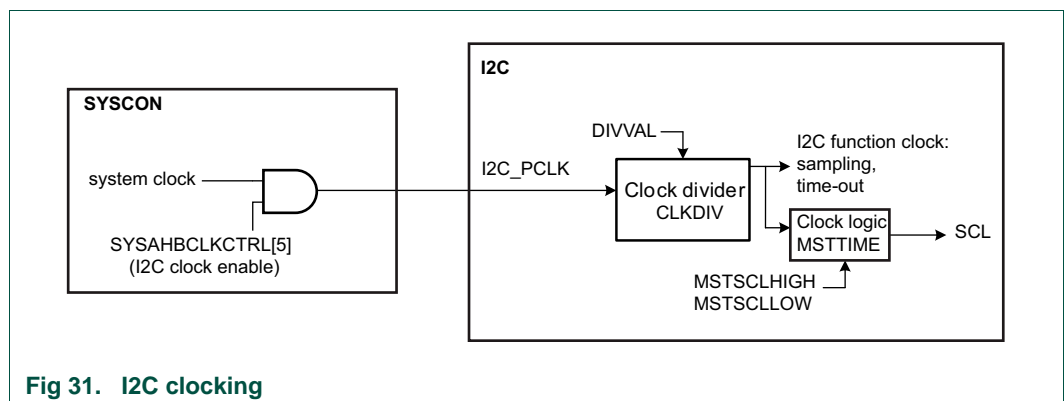 I2C
SYSCON
system clock
SYSAHBCLKCTRL[5]
(I2C clock enable)
I2C_PCLK
DIVVAL
Clock divider
CLKDIV
I2C function clock:
sampling,
time-out
Clock logic
MSTTIME
SCL
MSTSCLHIGH
MSTSCLLOW
Fig 31. I2C clocking